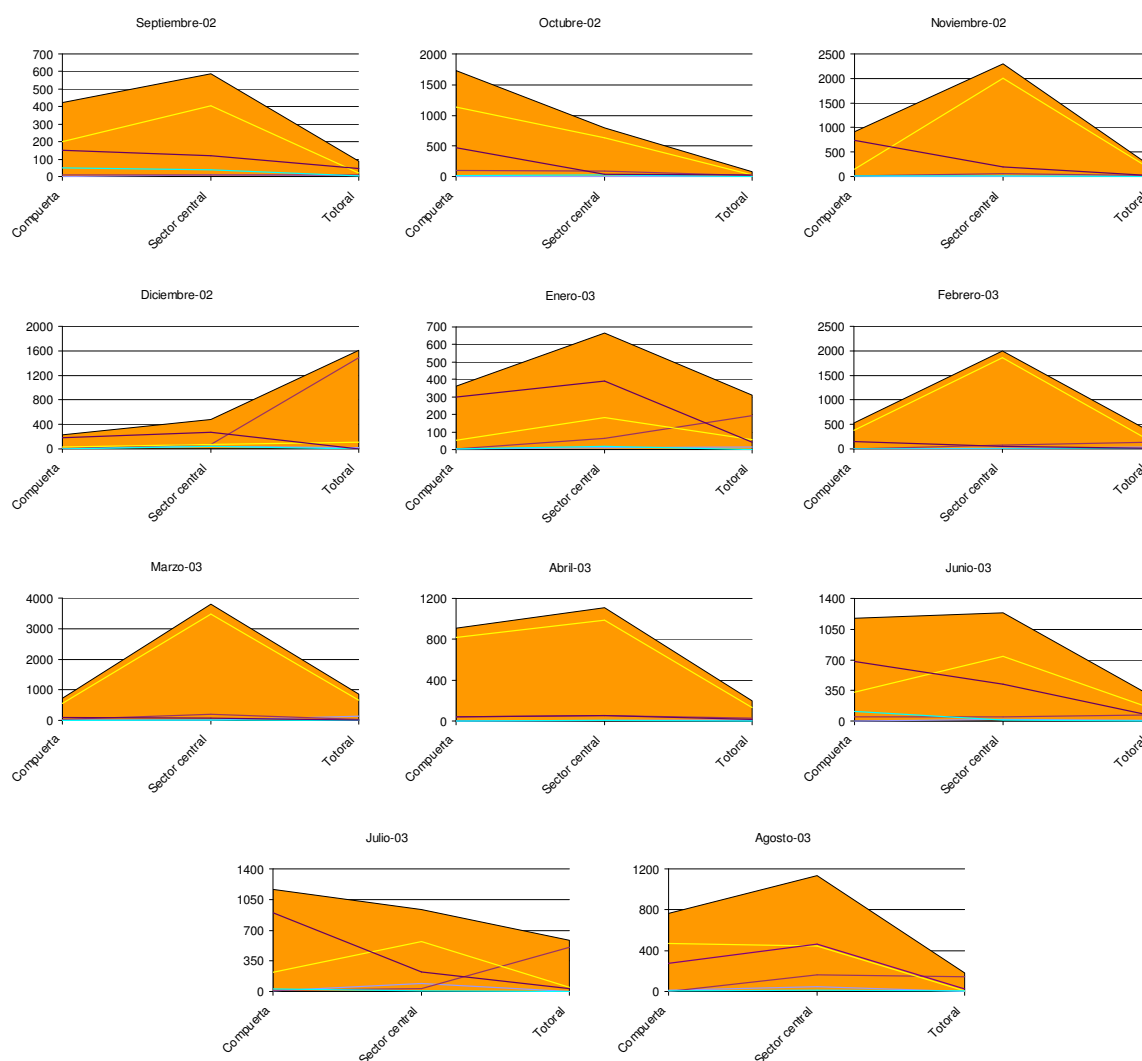 Septiembre-02
700
600
500
400
300
200
100
0
Compuerta
Sector central
Totoral
Octubre-02
2000
1500
1000
500
0
Compuerta
Sector central
Totoral
Noviembre-02
2500
2000
1500
1000
500
0
Compuerta
Sector central
Totoral
Diciembre-02
2000
1600
1200
800
400
0
Compuerta
Sector central
Totoral
Enero-03
700
600
500
400
300
200
100
0
Compuerta
Sector central
Totoral
Febrero-03
2500
2000
1500
1000
500
0
Compuerta
Sector central
Totoral
Marzo-03
4000
3000
2000
1000
0
Compuerta
Sector central
Totoral
Abril-03
1200
800
400
0
Compuerta
Sector central
Totoral
Junio-03
1400
1050
700
350
0
Compuerta
Sector central
Totoral
Julio-03
1400
1050
700
350
0
Compuerta
Sector central
Totoral
Agosto-03
1200
800
400
0
Compuerta
Sector central
Totoral